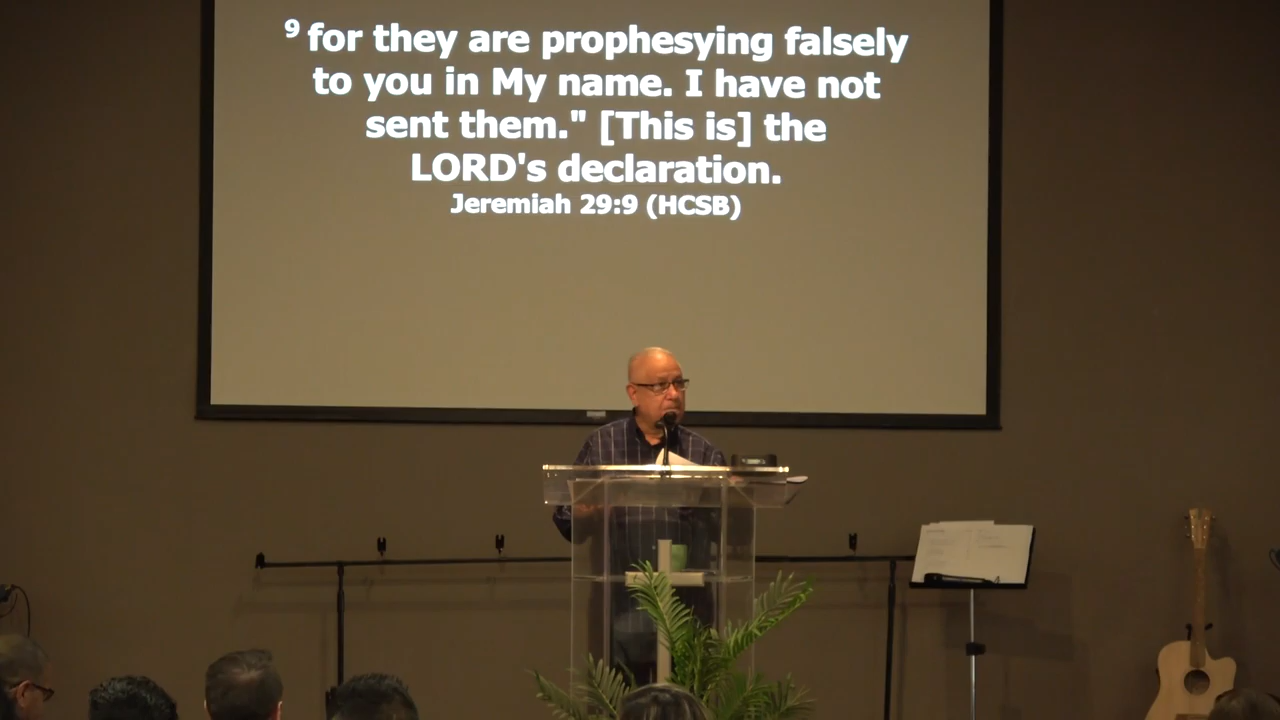 9 for they are prophesying falsely
to you in My name. I have not
sent them." [This is] the
LORD's declaration.
Jeremiah 29:9 (HCSB)